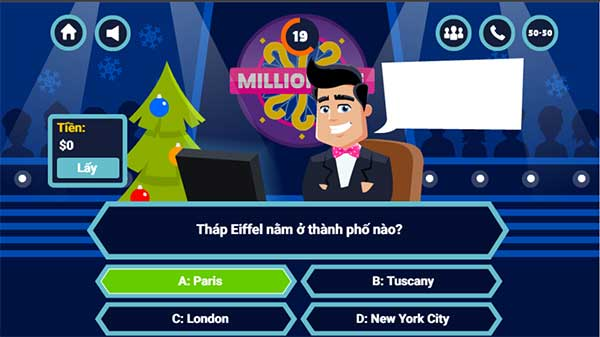 19
50-50
MILLION
Tiền:
$0
Lấy
Tháp Eiffel nằm ở thành phố nào?
A: Paris
B: Tuscany
C: London
D: New York City